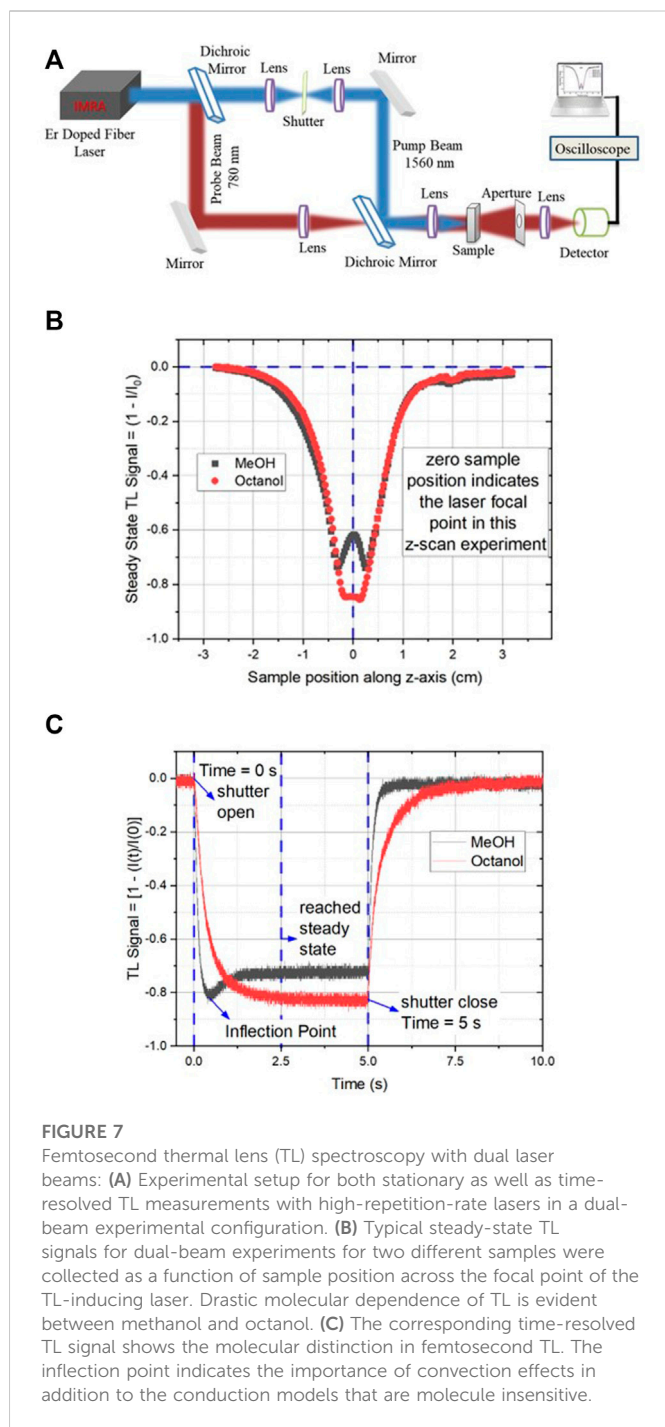 A
Dichroic
Mirror
Lens
Lens
Mirror
IMRA
Shutter
Er Doped Fiber
Laser
Probe Beam
780 nm
Pump Beam
1560 nm
Oscilloscope
Lens
Aperture
Lens
Lens
Sample
Mirror
Dichroic Mirror
Detector
B
Steady State TL Signal = (1 - I/I₀)
0.0
-0.2
-0.4
-0.6
-0.8
-1.0
MeOH
Octanol
zero sample
position indicates
the laser focal
point in this
z-scan experiment
-3 -2 -1 0 1 2 3
Sample position along z-axis (cm)
C
TL Signal = [1 - (I(t)/I(0)]
0.0
-0.2
-0.4
-0.6
-0.8
-1.0
Time = 0 s
shutter
open
MeOH
Octanol
reached
steady
state
shutter close
Time = 5 s
Inflection Point
0.0 2.5 5.0 7.5 10.0
Time (s)
FIGURE 7
Femtosecond thermal lens (TL) spectroscopy with dual laser
beams: (A) Experimental setup for both stationary as well as time-
resolved TL measurements with high-repetition-rate lasers in a dual-
beam experimental configuration. (B) Typical steady-state TL
signals for dual-beam experiments for two different samples were
collected as a function of sample position across the focal point of the
TL-inducing laser. Drastic molecular dependence of TL is evident
between methanol and octanol. (C) The corresponding time-resolved
TL signal shows the molecular distinction in femtosecond TL. The
inflection point indicates the importance of convection effects in
addition to the conduction models that are molecule insensitive.